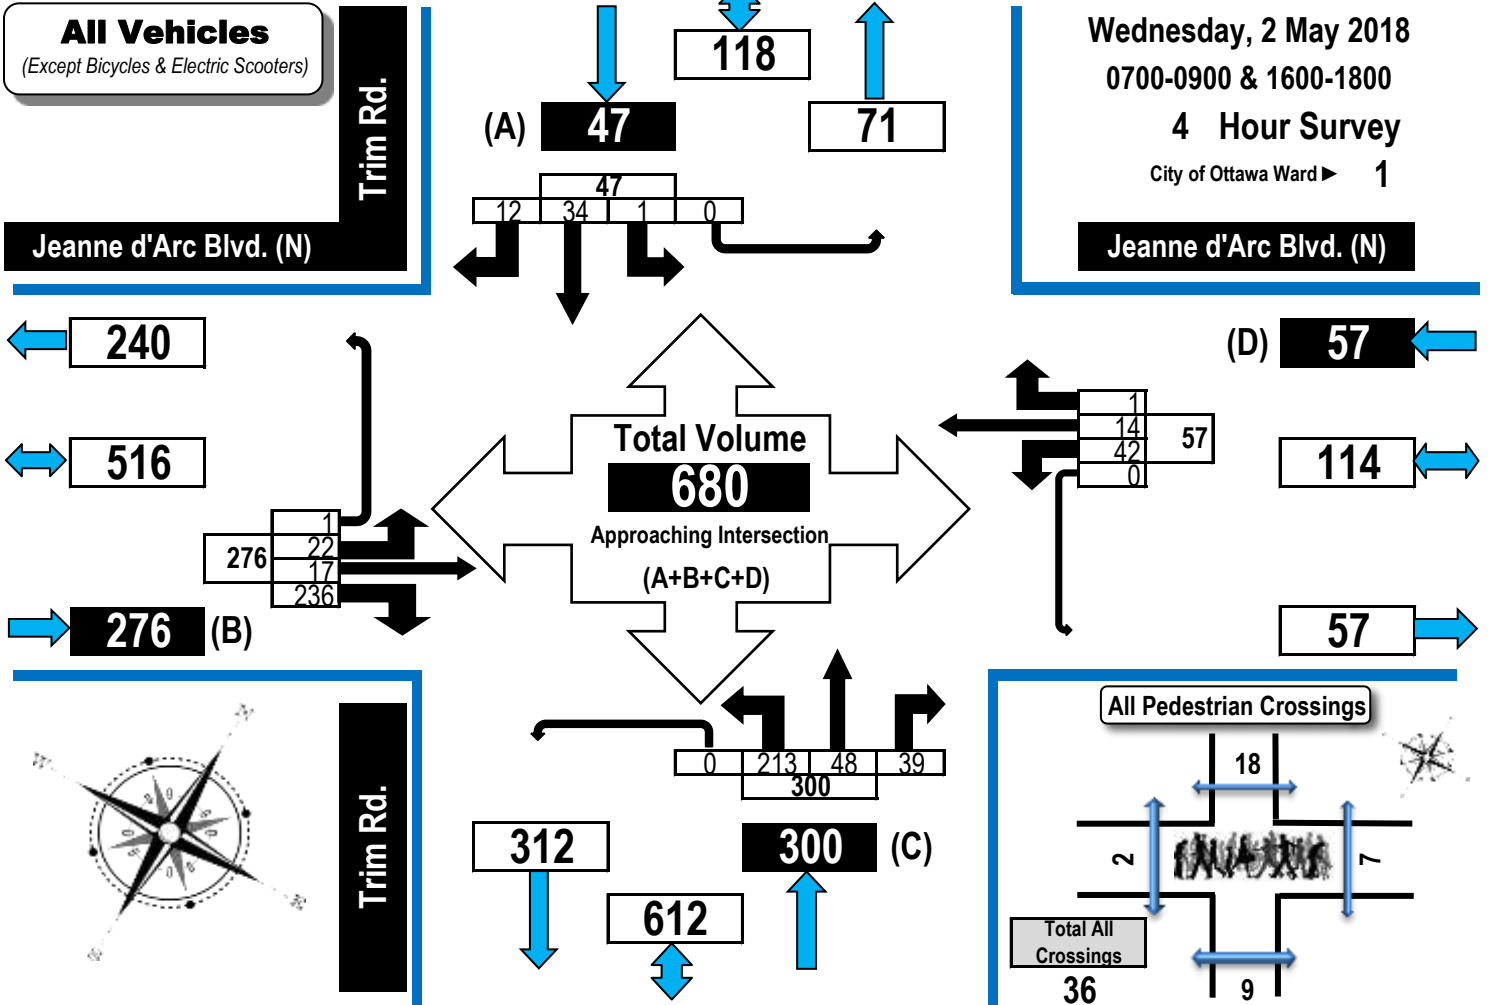 All Vehicles
(Except Bicycles & Electric Scooters)
Trim Rd.
Jeanne d'Arc Blvd. (N)
118
(A)
47
71
47
12
34
1
0
Wednesday, 2 May 2018
0700-0900 & 1600-1800
4 Hour Survey
City of Ottawa Ward ► 1
Jeanne d'Arc Blvd. (N)
240
516
1
22
17
236
276
276
(B)
Total Volume
680
Approaching Intersection
(A+B+C+D)
(D)
57
1
14
42
0
57
114
57
Trim Rd.
0
213
48
39
300
312
300
(C)
612
All Pedestrian Crossings
18
2
7
9
Total All
Crossings
36